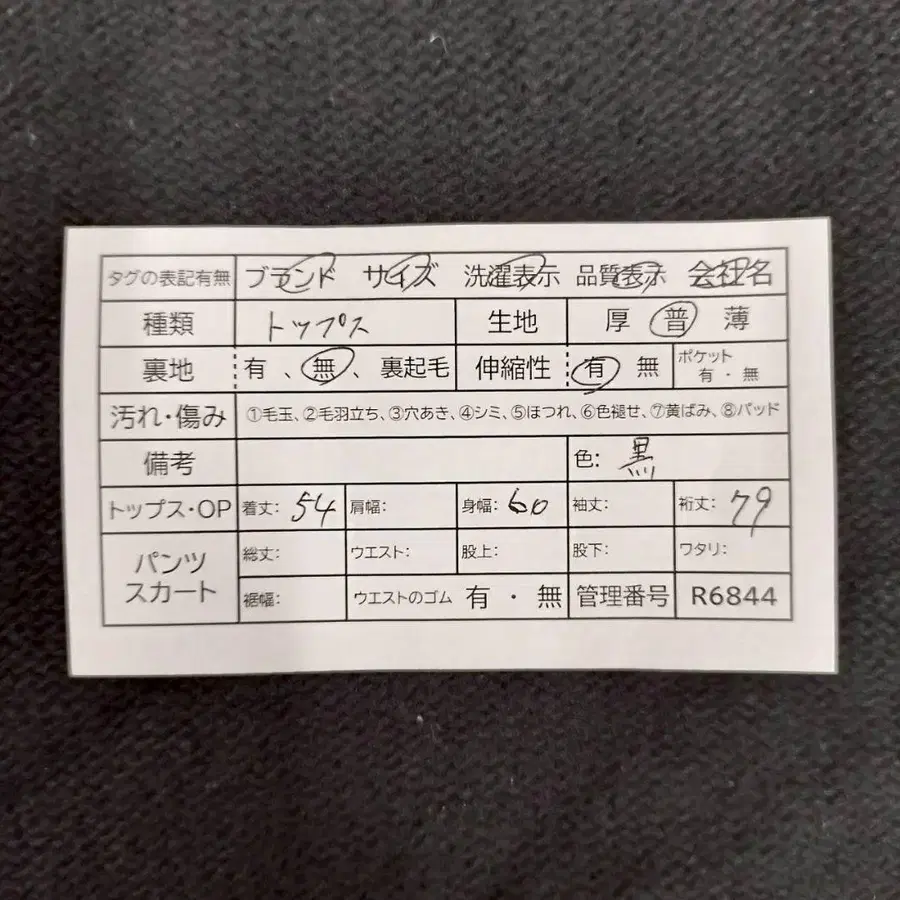 タグの表記有無 ブランド サイズ 洗濯表示 品質表示 会社名
種類 トップス 生地 厚 普 薄
裏地 有 、無 、裏起毛 伸縮性 有 無 ポケット 有 ・ 無
汚れ・傷み ①毛玉、②毛羽立ち、③穴あき、④シミ、⑤ほつれ、⑥色褪せ、⑦黄ばみ、⑧パッド
備考 色: 黒
トップス・OP 着丈: 54 肩幅: 身幅: 60 袖丈: 裄丈: 79
パンツ スカート 総丈: ウエスト: 股上: 股下: ワタリ:
裾幅: ウエストのゴム 有 ・ 無 管理番号 R6844